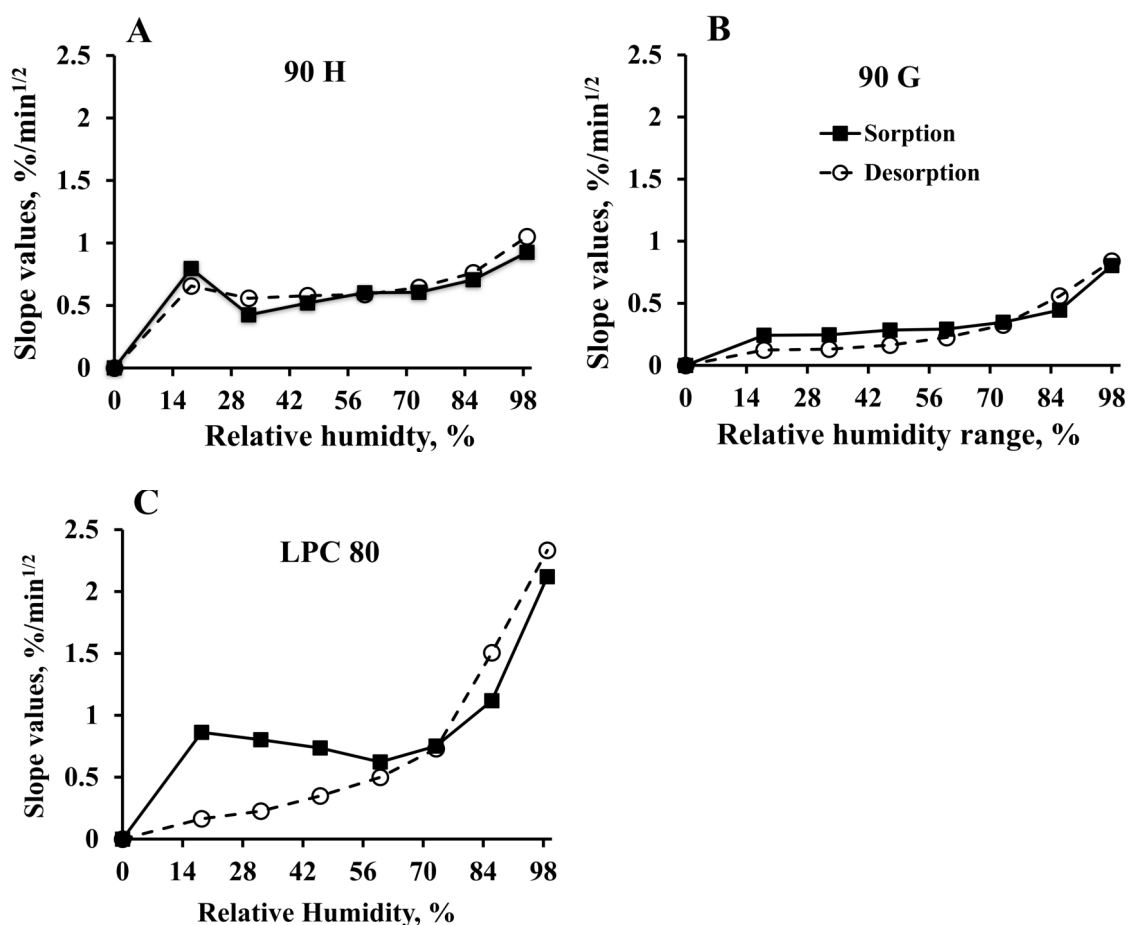 A
90 H
Slope values, %/min1/2
2.5
2
1.5
1
0.5
0
0 14 28 42 56 70 84 98
Relative humidty, %
B
90 G
Sorption
Desorption
Slope values, %/min1/2
2.5
2
1.5
1
0.5
0
0 14 28 42 56 70 84 98
Relative humidity range, %
C
LPC 80
Slope values, %/min1/2
2.5
2
1.5
1
0.5
0
0 14 28 42 56 70 84 98
Relative Humidity, %